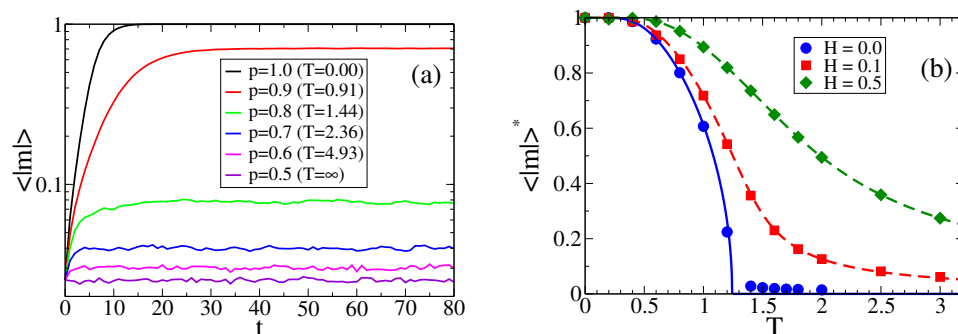 1
0.1
<|m|>
(a)
p=1.0 (T=0.00)
p=0.9 (T=0.91)
p=0.8 (T=1.44)
p=0.7 (T=2.36)
p=0.6 (T=4.93)
p=0.5 (T=∞)
0 10 20 30 40 50 60 70 80
t
1
0.8
0.6
0.4
0.2
0
<|m|>*
(b)
H = 0.0
H = 0.1
H = 0.5
0 0.5 1 1.5 2 2.5 3
T